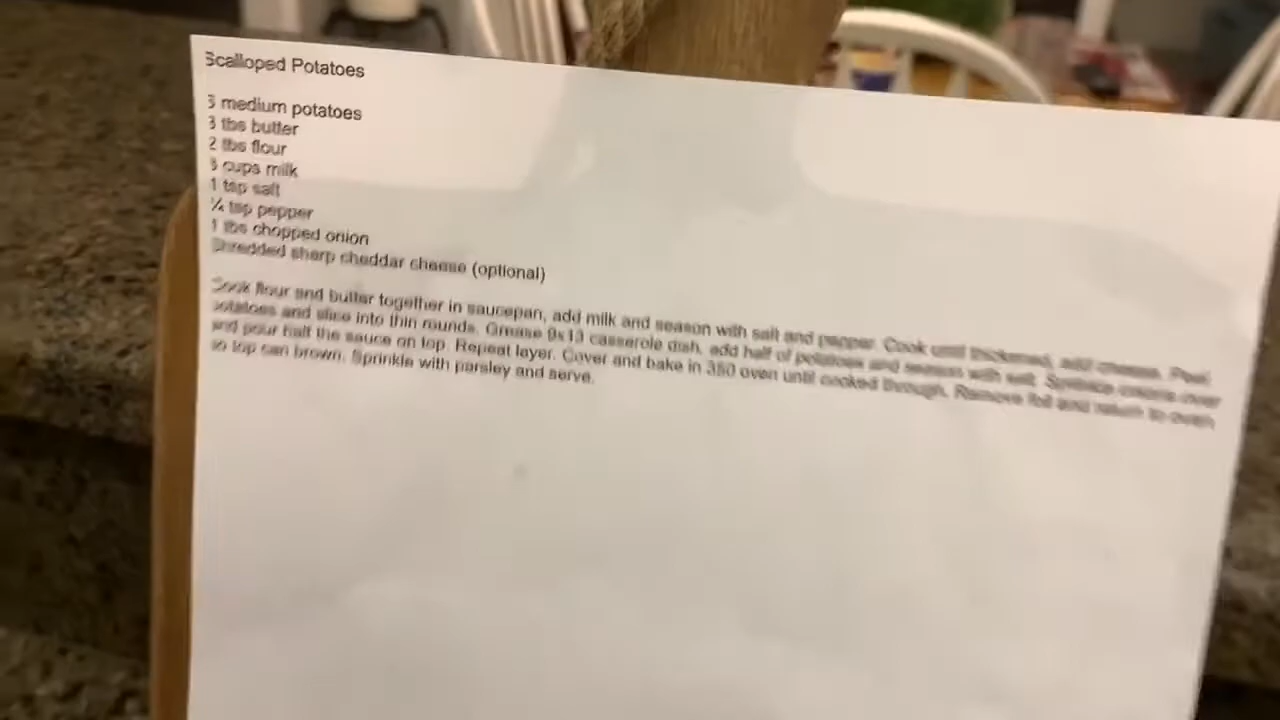 Scalloped Potatoes
medium potatoes
3 tbs butter
2 tbs flour
3 cups milk
1 tsp salt
¼ tsp pepper
1 tbs chopped onion
Shredded sharp cheddar cheese (optional)
Cook flour and butter together in saucepan, add milk and season with salt and pepper. Cook until thickened, add cheese. Peel
potatoes and slice into thin rounds. Grease 9x13 casserole dish, add half of potatoes and season with salt. Sprinkle onions over
and pour half the sauce on top. Repeat layer. Cover and bake in 350 oven until cooked through. Remove foil and return to oven
so top can brown. Sprinkle with parsley and serve.